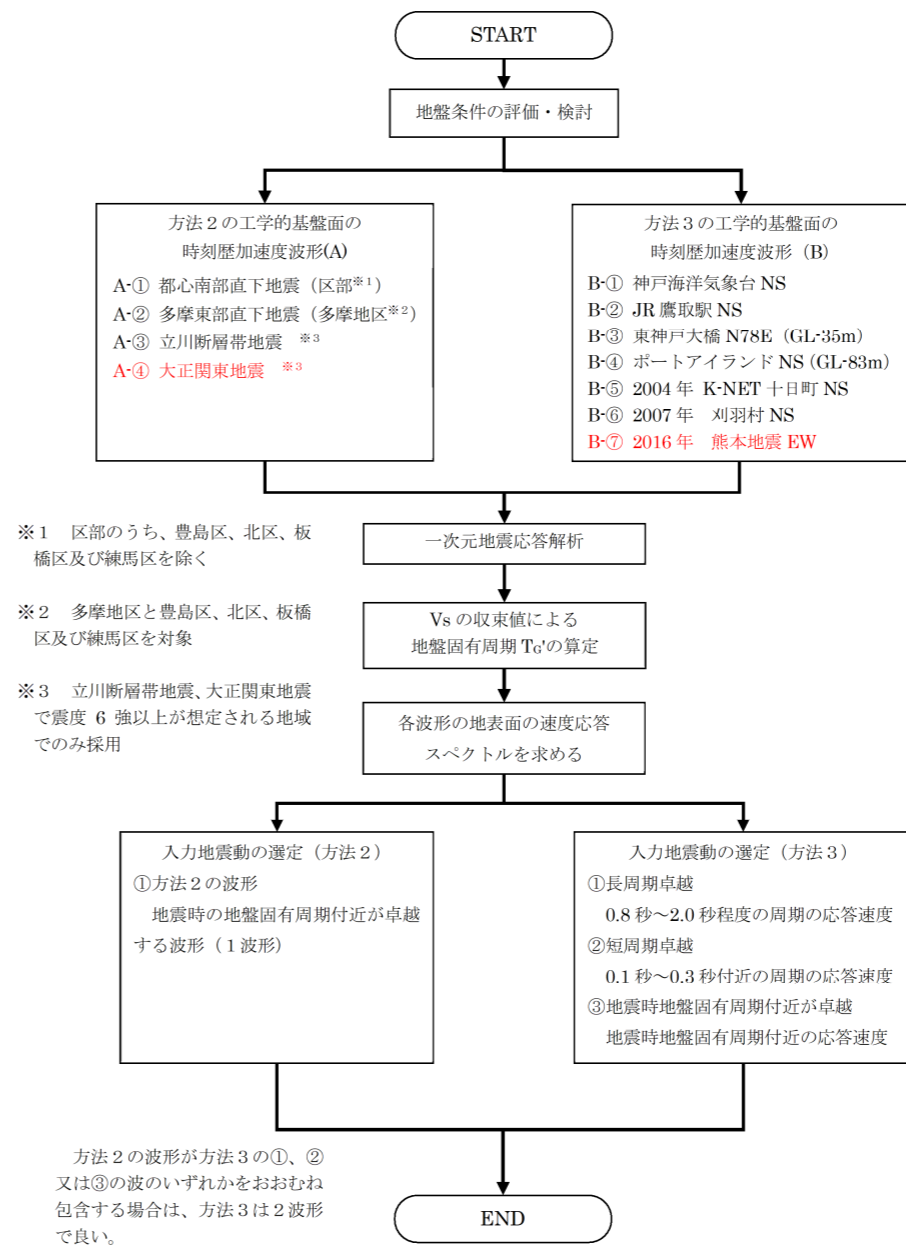 START
地盤条件の評価・検討
方法２の工学的基盤面の
時刻歴加速度波形(A)
A-① 都心南部直下地震（区部※1）
A-② 多摩東部直下地震（多摩地区※2）
A-③ 立川断層帯地震　※3
A-④ 大正関東地震　※3
方法３の工学的基盤面の
時刻歴加速度波形（B）
B-① 神戸海洋気象台 NS
B-② JR 鷹取駅 NS
B-③ 東神戸大橋 N78E（GL-35m）
B-④ ポートアイランド NS (GL-83m)
B-⑤ 2004 年 K-NET 十日町 NS
B-⑥ 2007 年　刈羽村 NS
B-⑦ 2016 年　熊本地震 EW
※１　区部のうち、豊島区、北区、板
橋区及び練馬区を除く
※２　多摩地区と豊島区、北区、板橋
区及び練馬区を対象
※３　立川断層帯地震、大正関東地震
で震度 6 強以上が想定される地域
でのみ採用
一次元地震応答解析
Vs の収束値による
地盤固有周期 TG'の算定
各波形の地表面の速度応答
スペクトルを求める
入力地震動の選定（方法２）
①方法２の波形
地震時の地盤固有周期付近が卓越
する波形（１波形）
入力地震動の選定（方法３）
①長周期卓越
0.8 秒～2.0 秒程度の周期の応答速度
②短周期卓越
0.1 秒～0.3 秒付近の周期の応答速度
③地震時地盤固有周期付近が卓越
地震時地盤固有周期付近の応答速度
方法２の波形が方法３の①、②
又は③の波のいずれかをおおむね
包含する場合は、方法３は２波形
で良い。
END